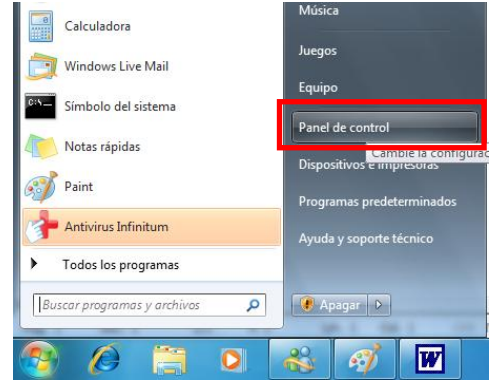 Calculadora
Windows Live Mail
C:\
Símbolo del sistema
Notas rápidas
Paint
Antivirus Infinitum
Todos los programas
Buscar programas y archivos
Música
Juegos
Equipo
Panel de control
Cambie la configurac
Dispositivos e impresoras
Programas predeterminados
Ayuda y soporte técnico
Apagar
W